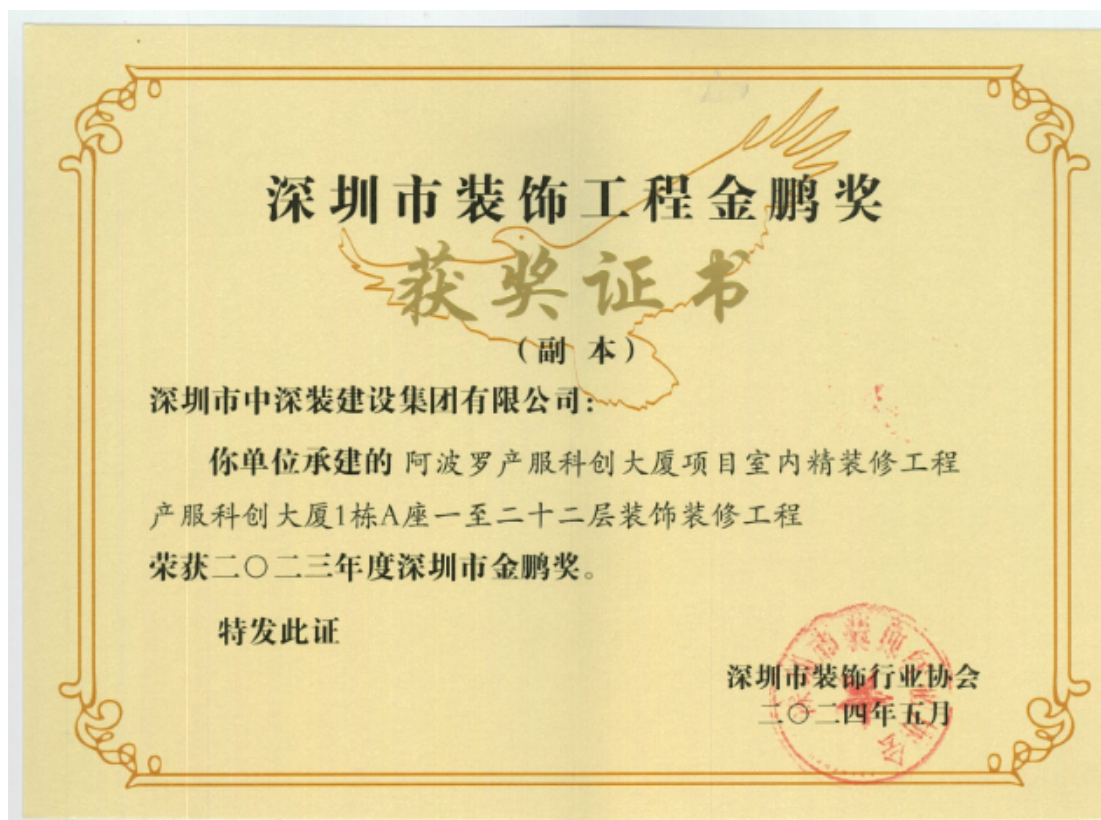 深圳市装饰工程金鹏奖
获奖证书
（副 本）
深圳市中深装建设集团有限公司：
你单位承建的 阿波罗产服科创大厦项目室内精装修工程
产服科创大厦1栋A座一至二十二层装饰装修工程
荣获二〇二三年度深圳市金鹏奖。
特发此证
深圳市装饰行业协会
二〇二四年五月